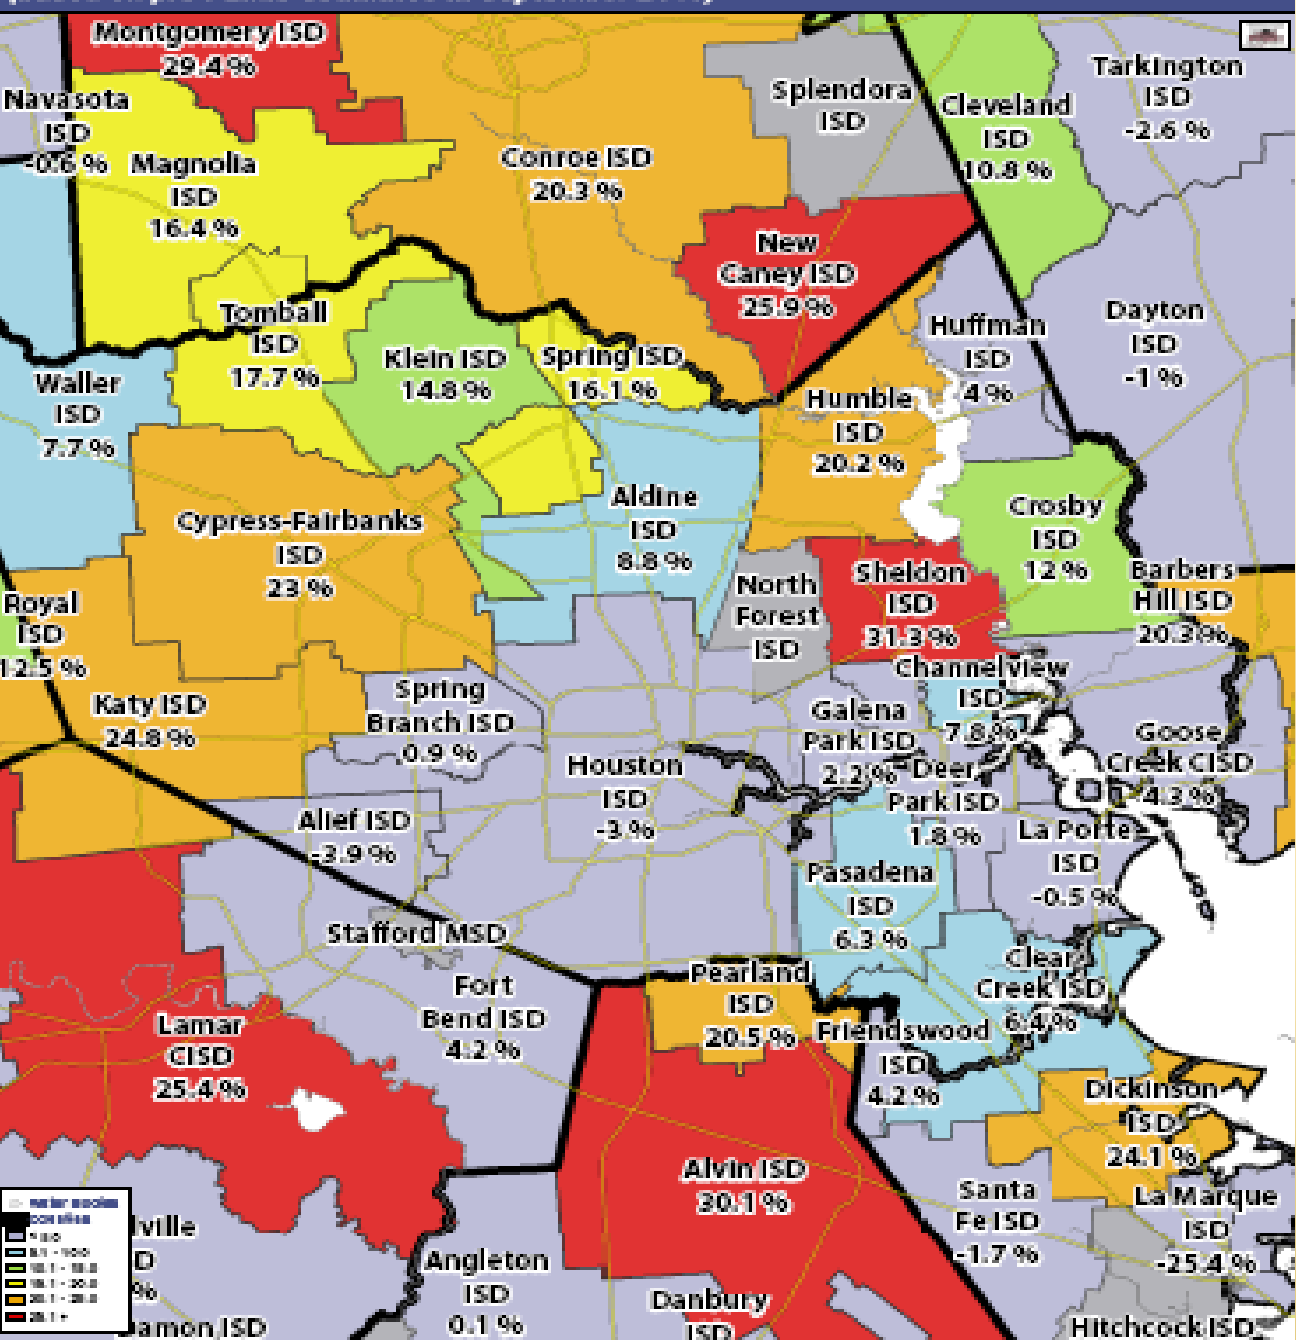 Montgomery ISD
29.4 %
Navasota
ISD
-0.6 %
Magnolia
ISD
16.4 %
Conroe ISD
20.3 %
Splendora
ISD
Cleveland
ISD
10.8 %
Tarkington
ISD
-2.6 %
New
Caney ISD
25.9 %
Tomball
ISD
17.7 %
Klein ISD
14.8 %
Spring ISD
16.1 %
Huffman
ISD
4 %
Dayton
ISD
-1 %
Waller
ISD
7.7 %
Humble
ISD
20.2 %
Cypress-Fairbanks
ISD
23 %
Aldine
ISD
8.8 %
Crosby
ISD
12 %
North
Forest
ISD
Sheldon
ISD
31.3 %
Barbers
Hill ISD
20.3 %
Royal
ISD
12.5 %
Katy ISD
24.8 %
Spring
Branch ISD
0.9 %
Channelview
ISD
7.8 %
Galena
Park ISD
2.2 %
Goose
Creek CISD
4.3 %
Houston
ISD
-3 %
Deer
Park ISD
1.8 %
Alief ISD
-3.9 %
La Porte
ISD
-0.5 %
Pasadena
ISD
6.3 %
Stafford MSD
Clear
Creek ISD
6.4 %
Fort
Bend ISD
4.2 %
Pearland
ISD
20.5 %
Friendswood
ISD
4.2 %
Lamar
CISD
25.4 %
Dickinson
ISD
24.1 %
Alvin ISD
30.1 %
Santa
Fe ISD
-1.7 %
La Marque
ISD
-25.4 %
lville
D
%
amon ISD
Angleton
ISD
0.1 %
Danbury
ISD
Hitchcock ISD